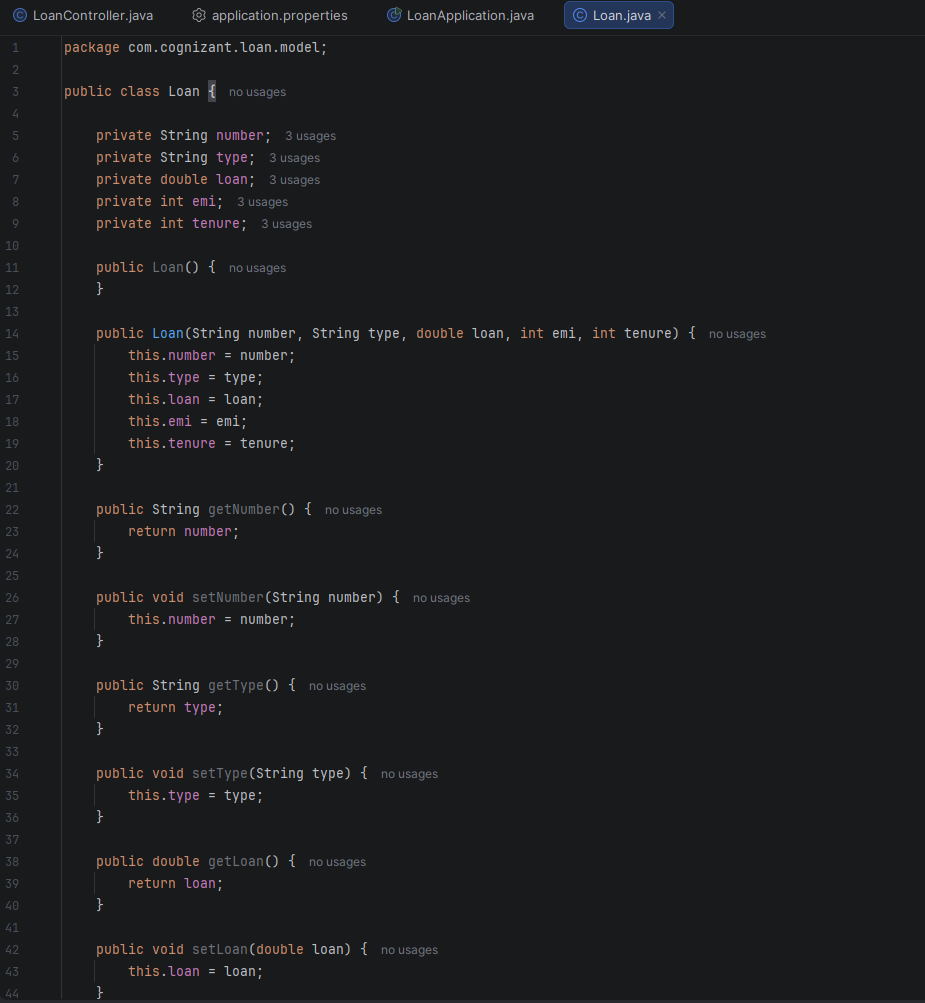 LoanController.java application.properties LoanApplication.java Loan.java
1 package com.cognizant.loan.model;
2
3 public class Loan { no usages
4
5 private String number; 3 usages
6 private String type; 3 usages
7 private double loan; 3 usages
8 private int emi; 3 usages
9 private int tenure; 3 usages
10
11 public Loan() { no usages
12 }
13
14 public Loan(String number, String type, double loan, int emi, int tenure) { no usages
15 this.number = number;
16 this.type = type;
17 this.loan = loan;
18 this.emi = emi;
19 this.tenure = tenure;
20 }
21
22 public String getNumber() { no usages
23 return number;
24 }
25
26 public void setNumber(String number) { no usages
27 this.number = number;
28 }
29
30 public String getType() { no usages
31 return type;
32 }
33
34 public void setType(String type) { no usages
35 this.type = type;
36 }
37
38 public double getLoan() { no usages
39 return loan;
40 }
41
42 public void setLoan(double loan) { no usages
43 this.loan = loan;
44 }